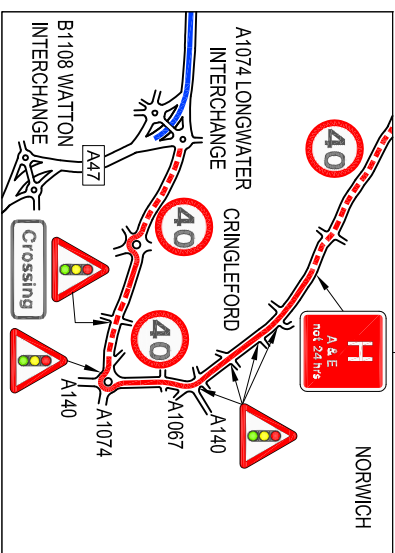 B1108 WATTON
INTERCHANGE
A1074 LONGWATER
INTERCHANGE
A47
CRINGLEFORD
40
40
40
H
A & E
not 24 hrs
NORWICH
Crossing
A140
A1074
A1067
A140